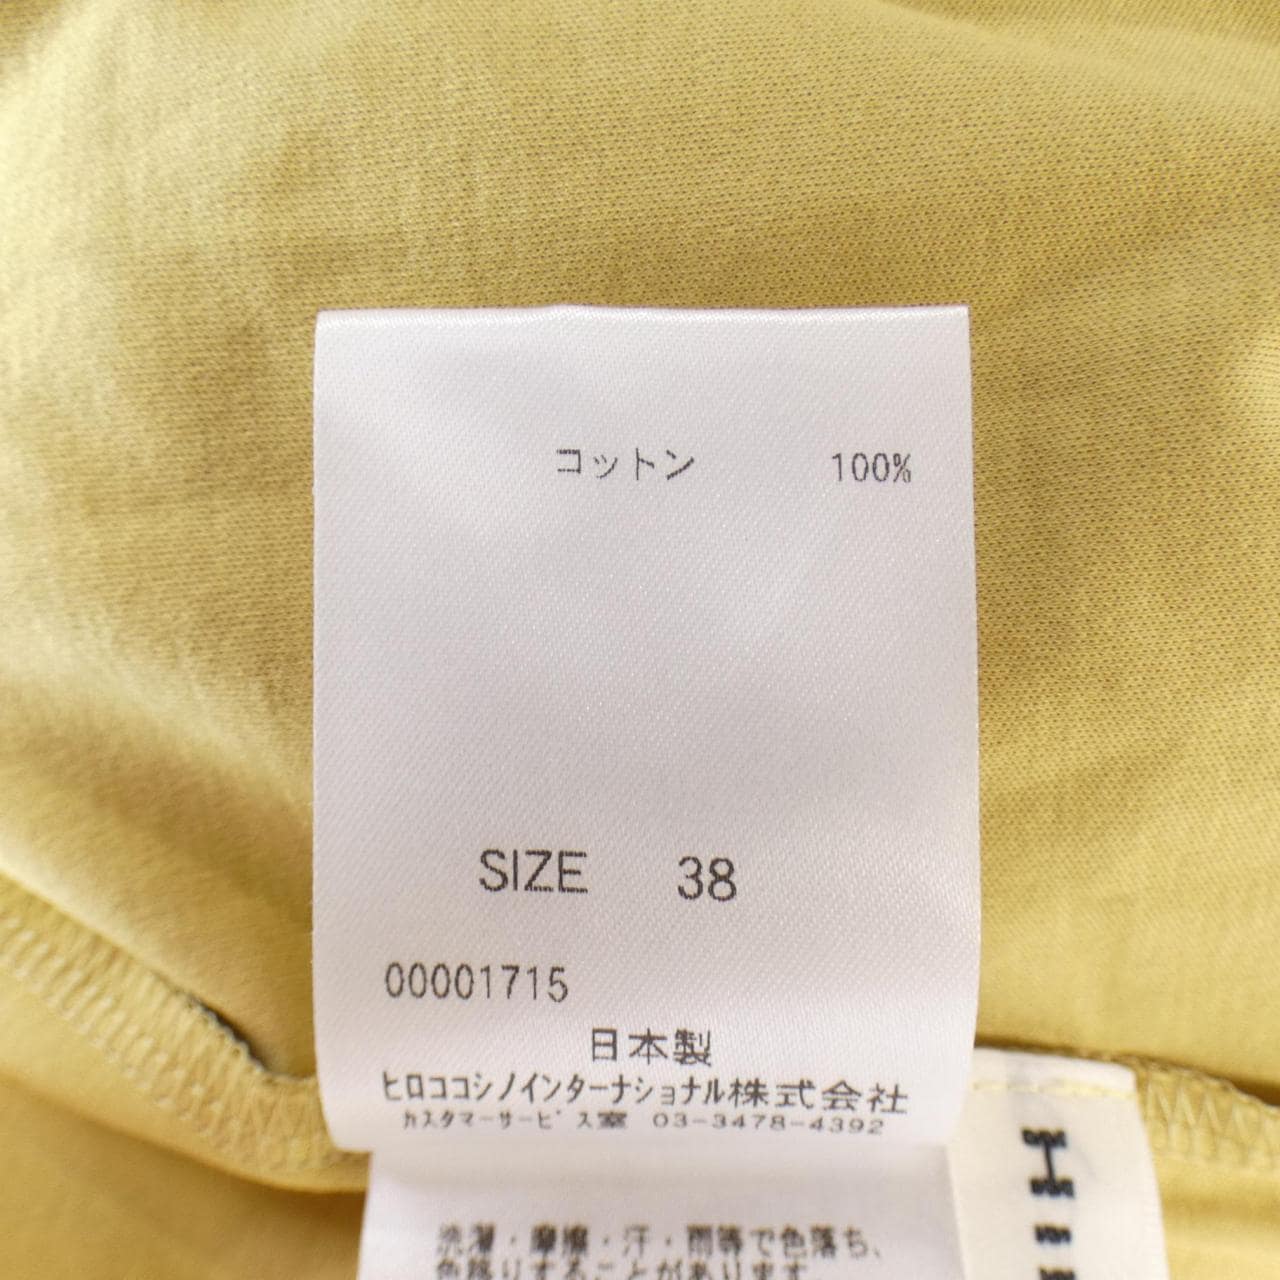 コットン 100%
SIZE 38
00001715
日本製
ヒロココシノインターナショナル株式会社
カスタマーサービス室 03-3478-4392
洗濯・摩擦・汗・雨等で色落ち、
色移りすることがあります
H